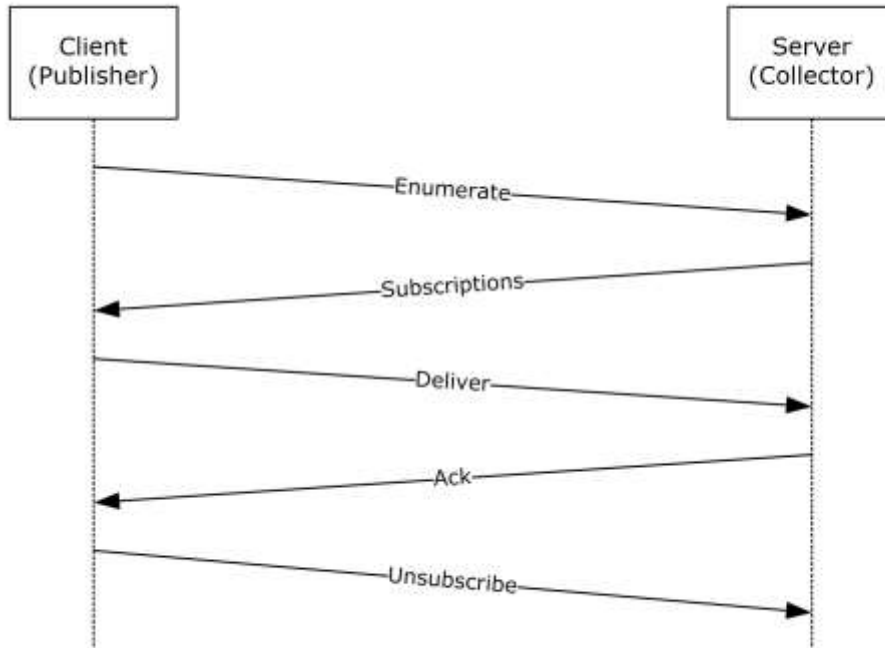 Client
(Publisher)
Server
(Collector)
Enumerate
Subscriptions
Deliver
Ack
Unsubscribe